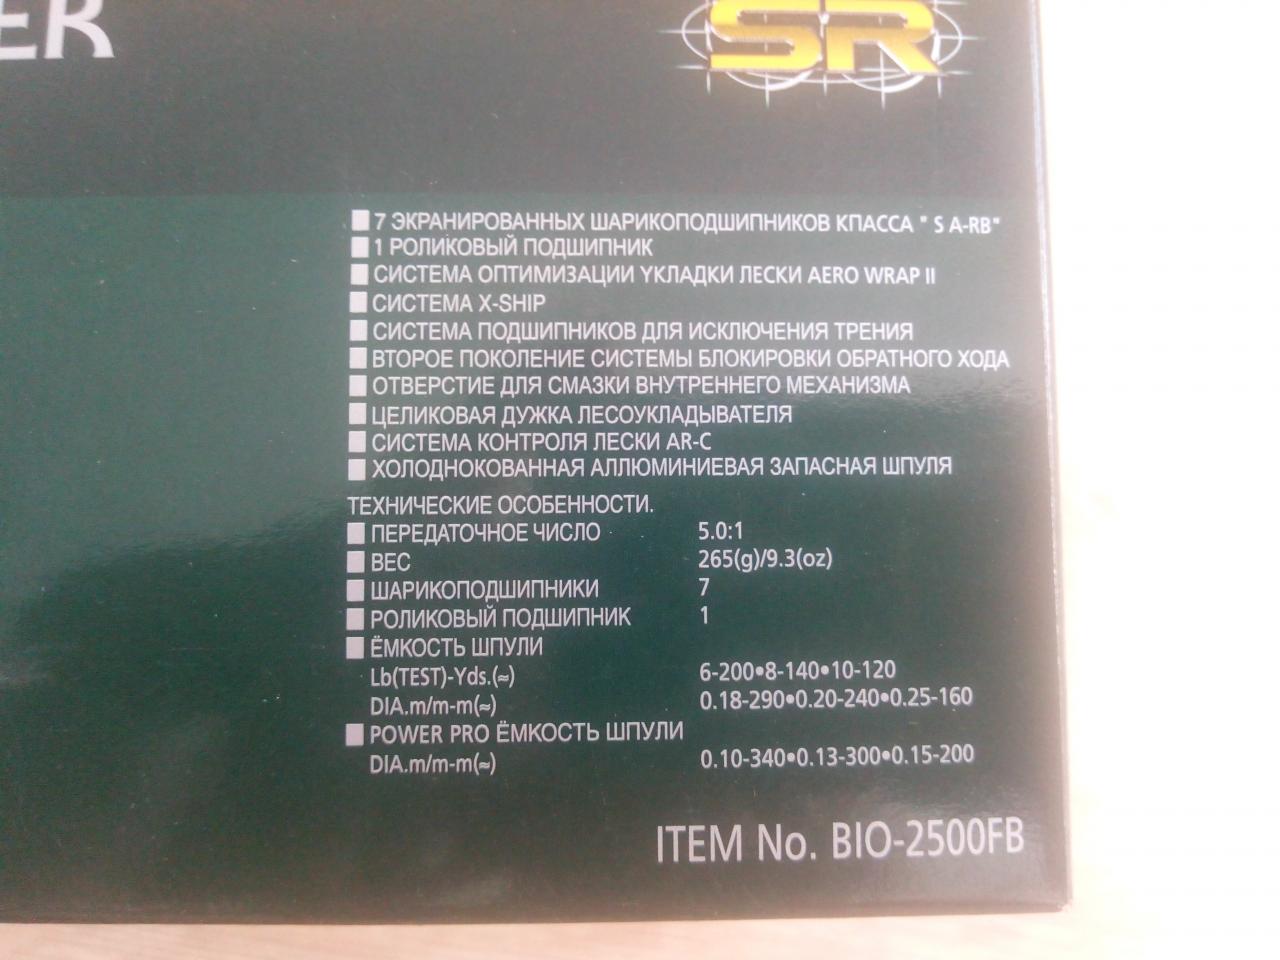 ER
SR
7 ЭКРАНИРОВАННЫХ ШАРИКОПОДШИПНИКОВ КПАССА " S A-RB"
1 РОЛИКОВЫЙ ПОДШИПНИК
СИСТЕМА ОПТИМИЗАЦИИ YКЛАДКИ ЛЕСКИ AERO WRAP II
СИСТЕМА X-SHIP
СИСТЕМА ПОДШИПНИКОВ ДЛЯ ИСКЛЮЧЕНИЯ ТРЕНИЯ
ВТОРОЕ ПОКОЛЕНИЕ СИСТЕМЫ БЛОКИРОВКИ ОБРАТНОГО ХОДА
ОТВЕРСТИЕ ДЛЯ СМАЗКИ ВНУТРЕННЕГО МЕХАНИЗМА
ЦЕЛИКОВАЯ ДУЖКА ЛЕСОУКЛАДЫВАТЕЛЯ
СИСТЕМА КОНТРОЛЯ ЛЕСКИ AR-C
ХОЛОДНОКОВАННАЯ АЛЛЮМИНИЕВАЯ ЗАПАСНАЯ ШПУЛЯ
ТЕХНИЧЕСКИЕ ОСОБЕННОСТИ.
ПЕРЕДАТОЧНОЕ ЧИСЛО 5.0:1
ВЕС 265(g)/9.3(oz)
ШАРИКОПОДШИПНИКИ 7
РОЛИКОВЫЙ ПОДШИПНИК 1
ЁМКОСТЬ ШПУЛИ
Lb(TEST)-Yds.(≈) 6-200•8-140•10-120
DIA.m/m-m(≈) 0.18-290•0.20-240•0.25-160
POWER PRO ЁМКОСТЬ ШПУЛИ
DIA.m/m-m(≈) 0.10-340•0.13-300•0.15-200
ITEM No. BIO-2500FB